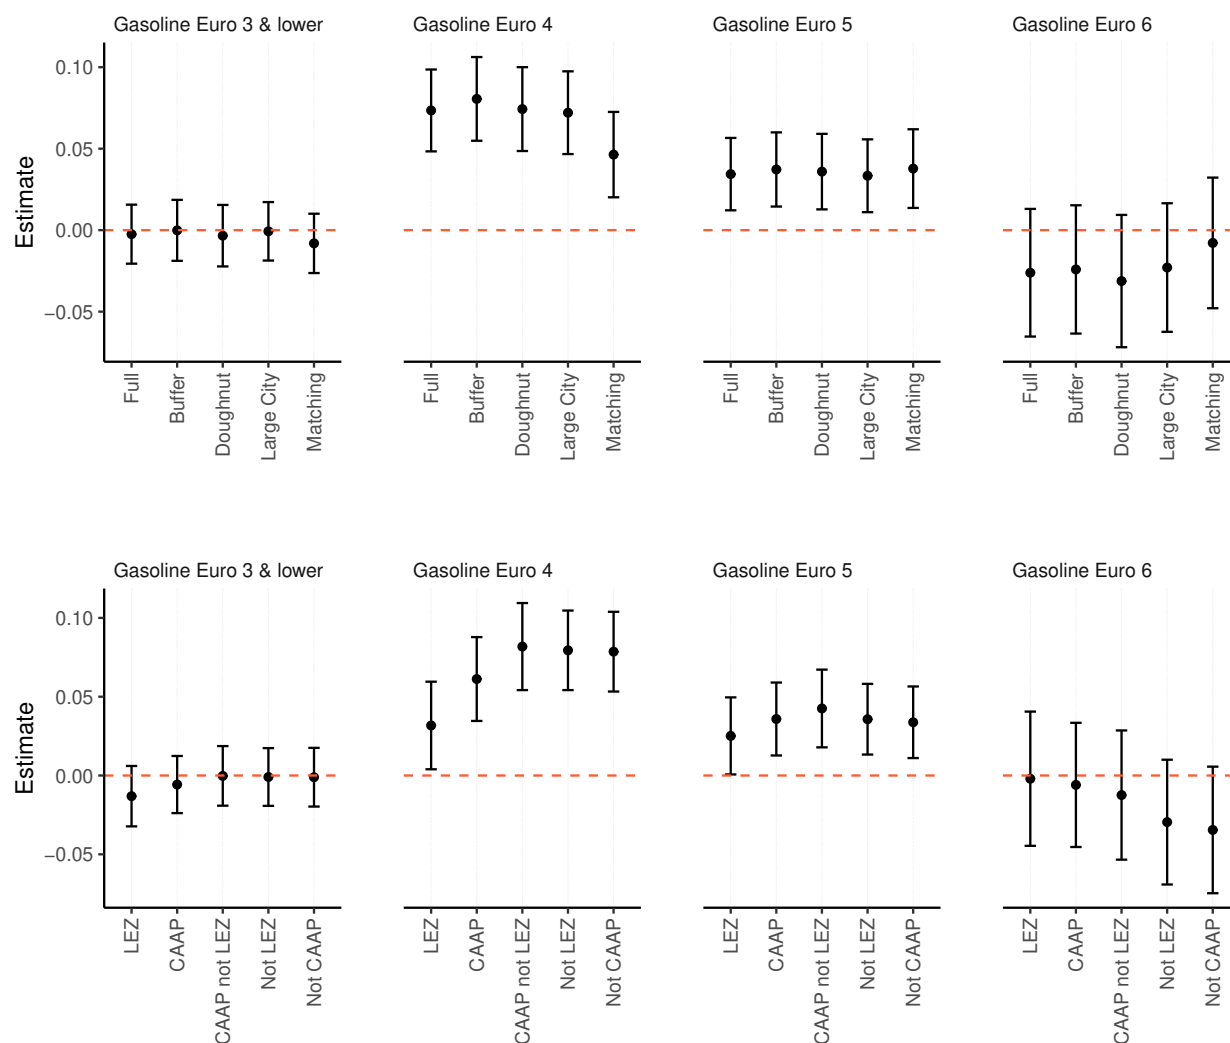 Gasoline Euro 3 & lower Gasoline Euro 4 Gasoline Euro 5 Gasoline Euro 6
Estimate
0.10
0.05
0.00
−0.05
Full Buffer Doughnut Large City Matching Full Buffer Doughnut Large City Matching Full Buffer Doughnut Large City Matching Full Buffer Doughnut Large City Matching
Gasoline Euro 3 & lower Gasoline Euro 4 Gasoline Euro 5 Gasoline Euro 6
Estimate
0.10
0.05
0.00
−0.05
LEZ CAAP CAAP not LEZ Not LEZ Not CAAP LEZ CAAP CAAP not LEZ Not LEZ Not CAAP LEZ CAAP CAAP not LEZ Not LEZ Not CAAP LEZ CAAP CAAP not LEZ Not LEZ Not CAAP